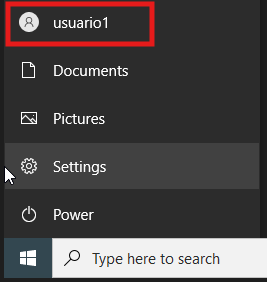 usuario1
Documents
Pictures
Settings
Power
Type here to search